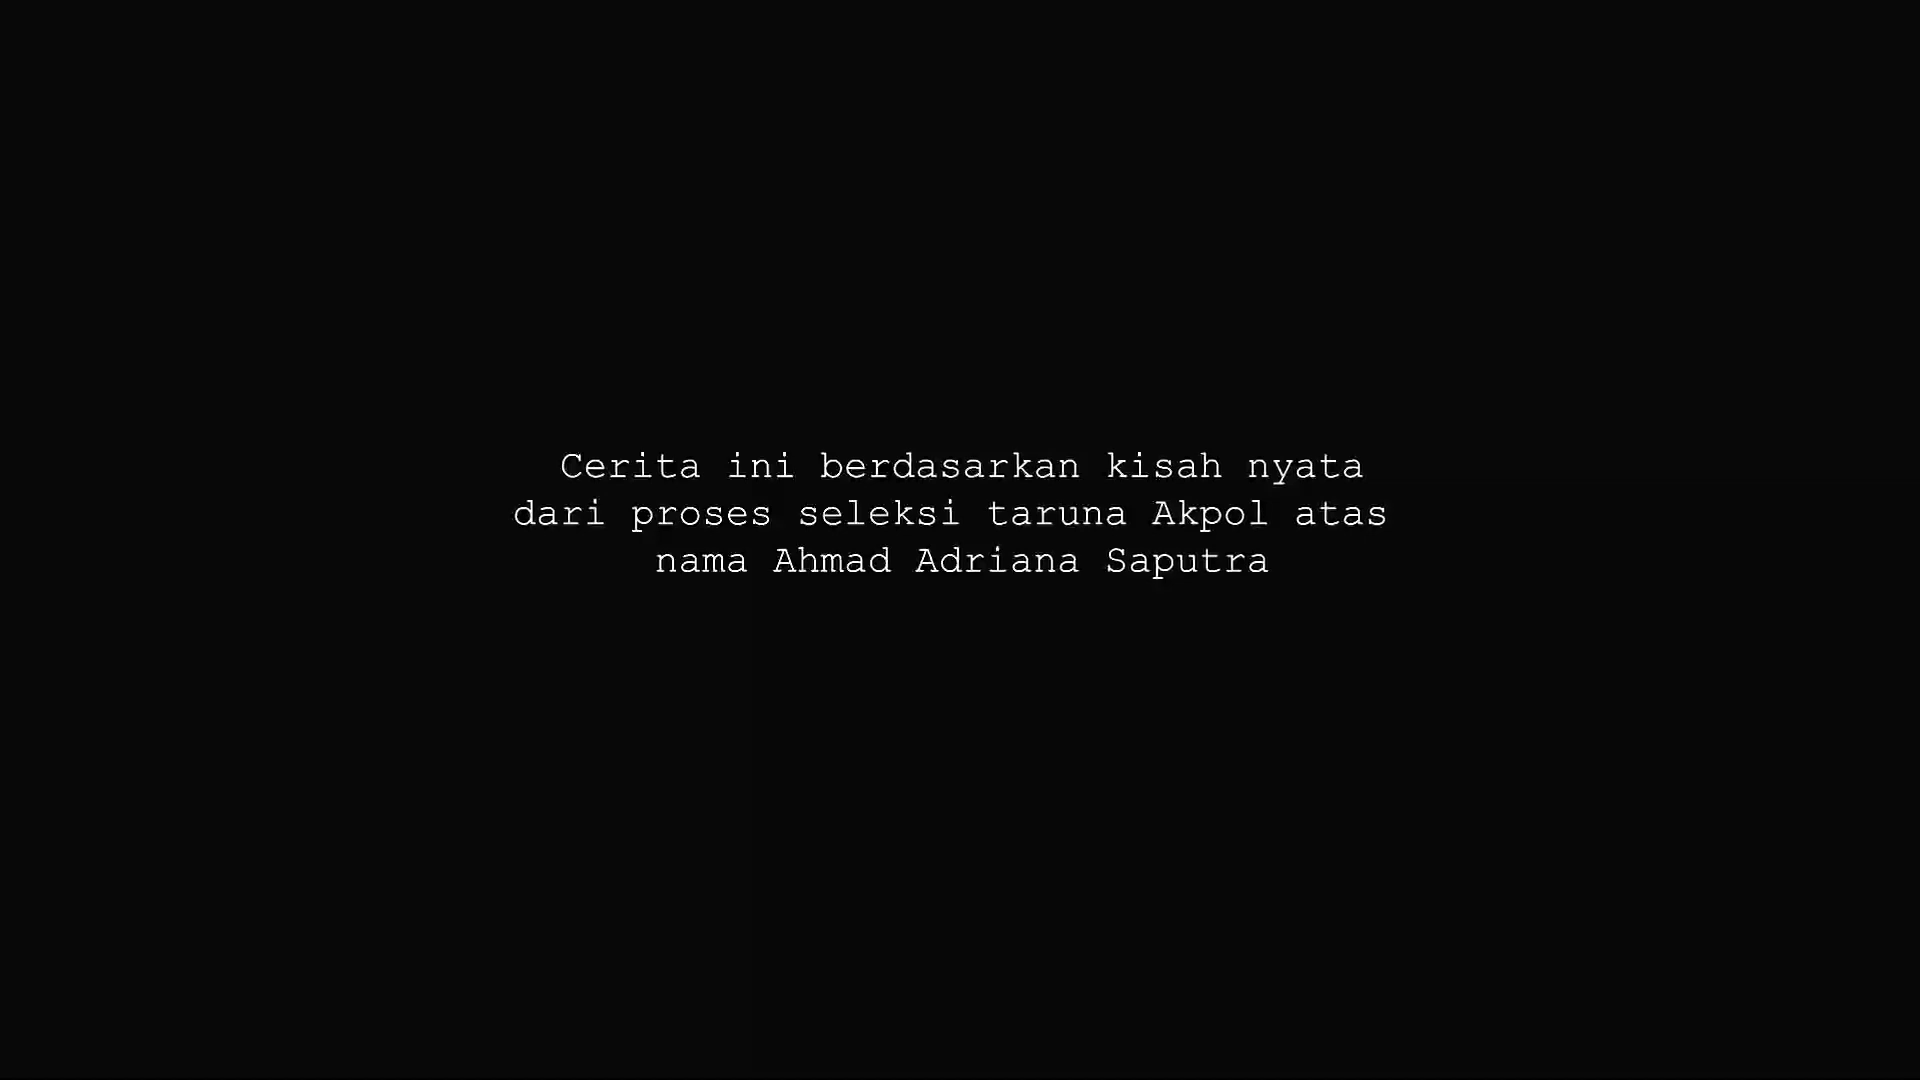 Cerita ini berdasarkan kisah nyata
dari proses seleksi taruna Akpol atas
nama Ahmad Adriana Saputra